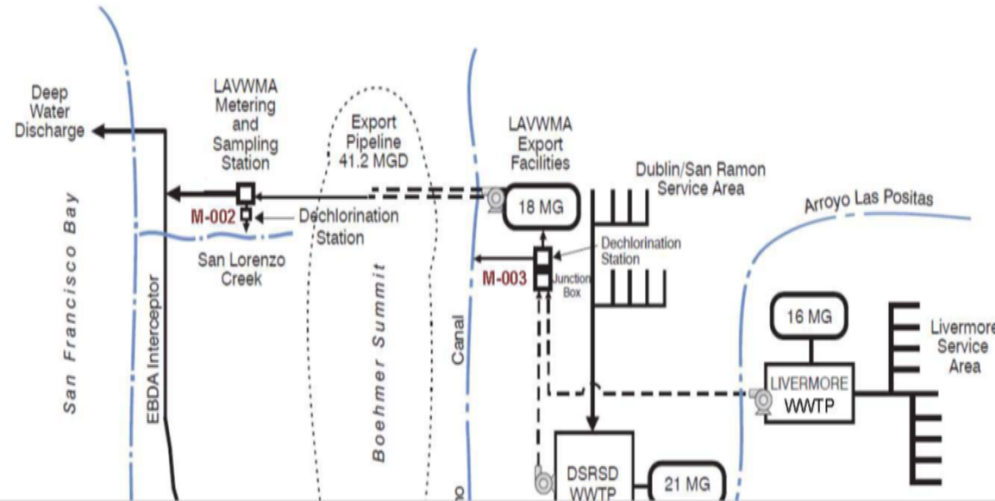 Deep
Water
Discharge
LAVWMA
Metering
and
Sampling
Station
Export
Pipeline
41.2 MGD
LAVWMA
Export
Facilities
18 MG
Dublin/San Ramon
Service Area
Arroyo Las Positas
M-002
Dechlorination
Station
San Lorenzo
Creek
M-003
Dechlorination
Station
Junction
Box
San Francisco Bay
EBDA Interceptor
Boehmer Summit
Canal
no
16 MG
LIVERMORE
WWTP
Livermore
Service
Area
DSRSD
WWTP
21 MG